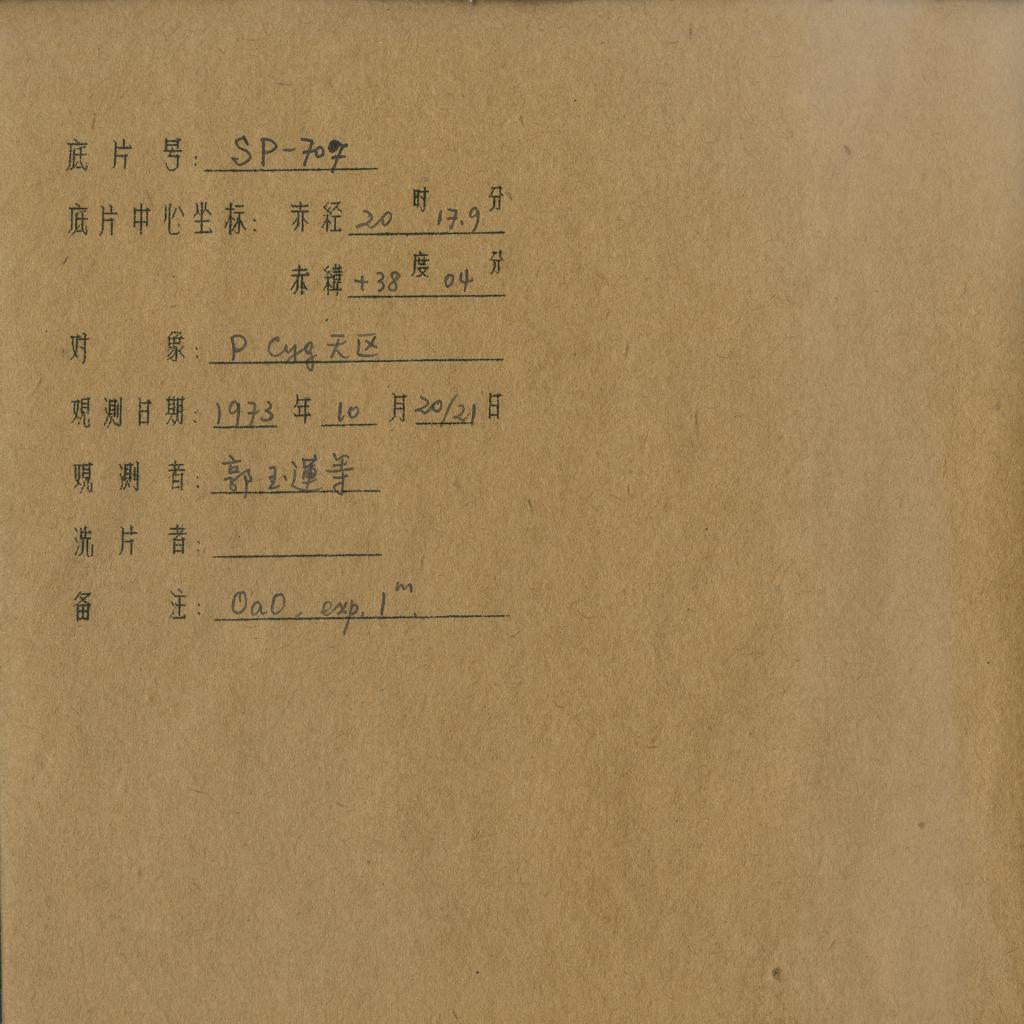 底片号: SP-707
底片中心坐标: 赤经 20 时 17.9 分
赤緯 +38 度 04 分
对象: P Cyg 天区
观测日期: 1973 年 10 月 20/21 日
观测者: 郭玉蓮等
洗片者:
备注: OaO. exp. 1m.